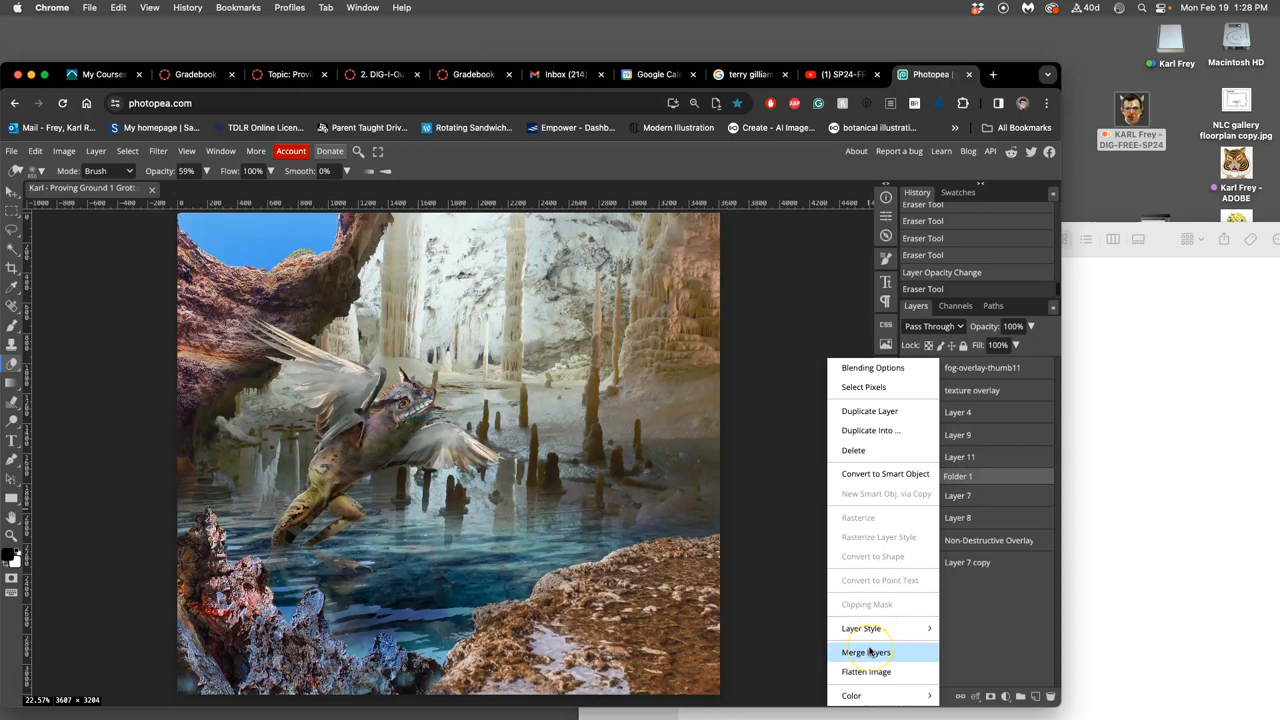 Chrome File Edit View History Bookmarks Profiles Tab Window Help 40d Mon Feb 19 1:28 PM
My Courses Gradebook Topic: Provi 2. DIG-I-Ou Gradebook Inbox (214) Google Cal terry gilliam (1) SP24-FR Photopea |
photopea.com
Mail - Frey, Karl R... My homepage | Sa... TDLR Online Licen... Parent Taught Driv... Rotating Sandwich... Empower - Dashb... Modern Illustration Create - AI Image... botanical illustrati... All Bookmarks
File Edit Image Layer Select Filter View Window More Account Donate About Report a bug Learn Blog API
Mode: Brush Opacity: 59% Flow: 100% Smooth: 0%
Karl - Proving Ground 1 Grott
History Swatches
Eraser Tool
Eraser Tool
Eraser Tool
Eraser Tool
Layer Opacity Change
Eraser Tool
Layers Channels Paths
Pass Through Opacity: 100%
Lock: Fill: 100%
CSS
fog-overlay-thumb11
texture overlay
Layer 4
Layer 9
Layer 11
Folder 1
Layer 7
Layer 8
Non-Destructive Overlay
Layer 7 copy
Blending Options
Select Pixels
Duplicate Layer
Duplicate Into ...
Delete
Convert to Smart Object
New Smart Obj. via Copy
Rasterize
Rasterize Layer Style
Convert to Shape
Convert to Point Text
Clipping Mask
Layer Style
Merge Layers
Flatten Image
Color
22.57% 3607 × 3204
Karl Frey
Macintosh HD
KARL Frey -
DIG-FREE-SP24
NLC gallery
floorplan copy.jpg
Karl Frey -
ADOBE